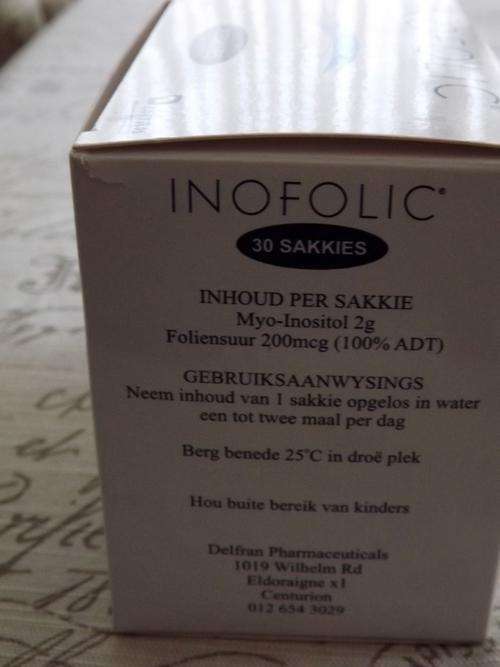 INOFOLIC®
30 SAKKIES
INHOUD PER SAKKIE
Myo-Inositol 2g
Foliensuur 200mcg (100% ADT)
GEBRUIKSAANWYSINGS
Neem inhoud van 1 sakkie opgelos in water
een tot twee maal per dag
Berg benede 25°C in droë plek
Hou buite bereik van kinders
Delfran Pharmaceuticals
1019 Wilhelm Rd
Eldoraigne x1
Centurion
012 654 3029